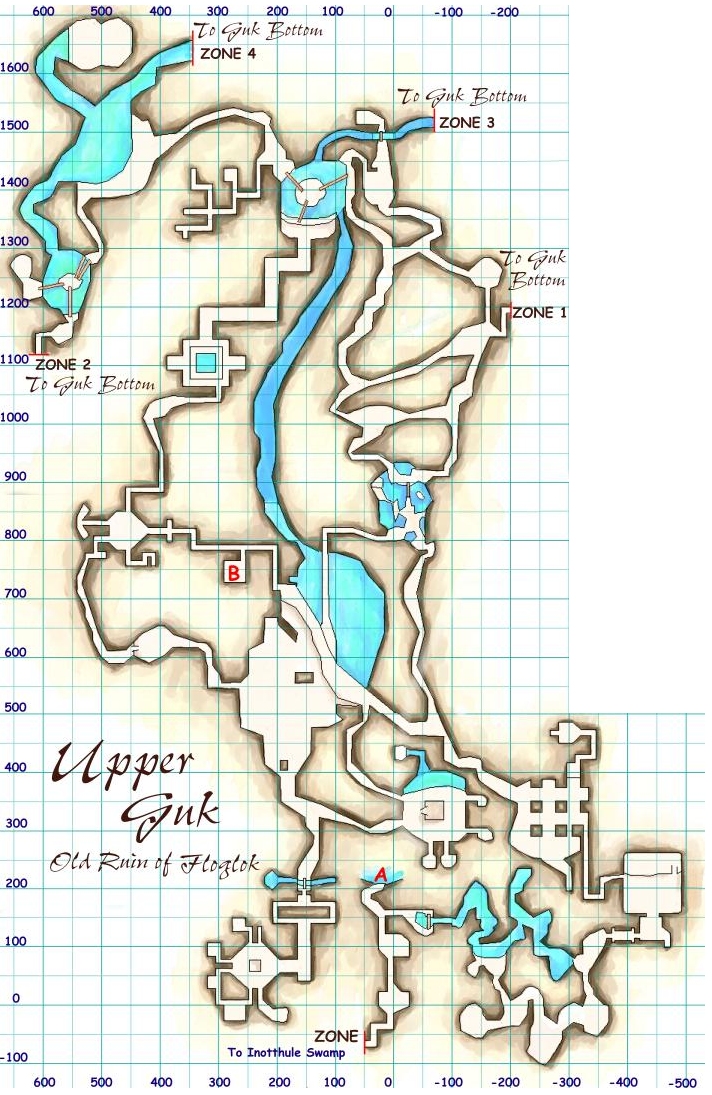 600 500 400 300 200 100 0 -100 -200
To Guk Bottom
ZONE 4
1600
To Guk Bottom
ZONE 3
1500
1400
1300
To Guk
Bottom
1200
ZONE 1
1100
ZONE 2
To Guk Bottom
1000
900
800
B
700
600
500
Upper
Guk
400
300
Old Ruin of Floglok
200
A
100
0
ZONE
To Inotthule Swamp
-100
600 500 400 300 200 100 0 -100 -200 -300 -400 -500